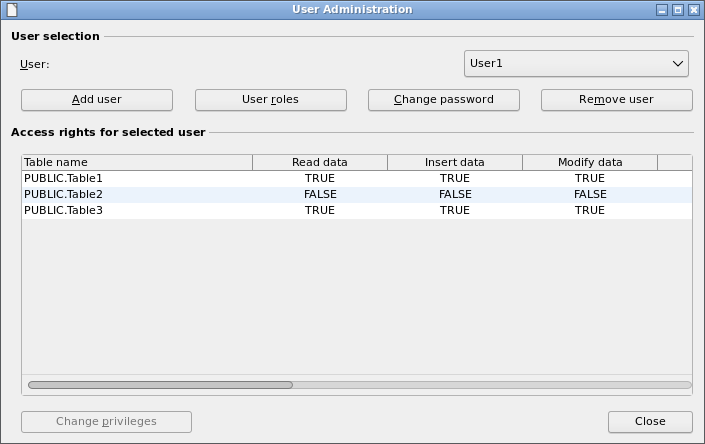 User Administration
User selection
User:
User1
Add user
User roles
Change password
Remove user
Access rights for selected user
Table name Read data Insert data Modify data
PUBLIC.Table1 TRUE TRUE TRUE
PUBLIC.Table2 FALSE FALSE FALSE
PUBLIC.Table3 TRUE TRUE TRUE
Change privileges
Close